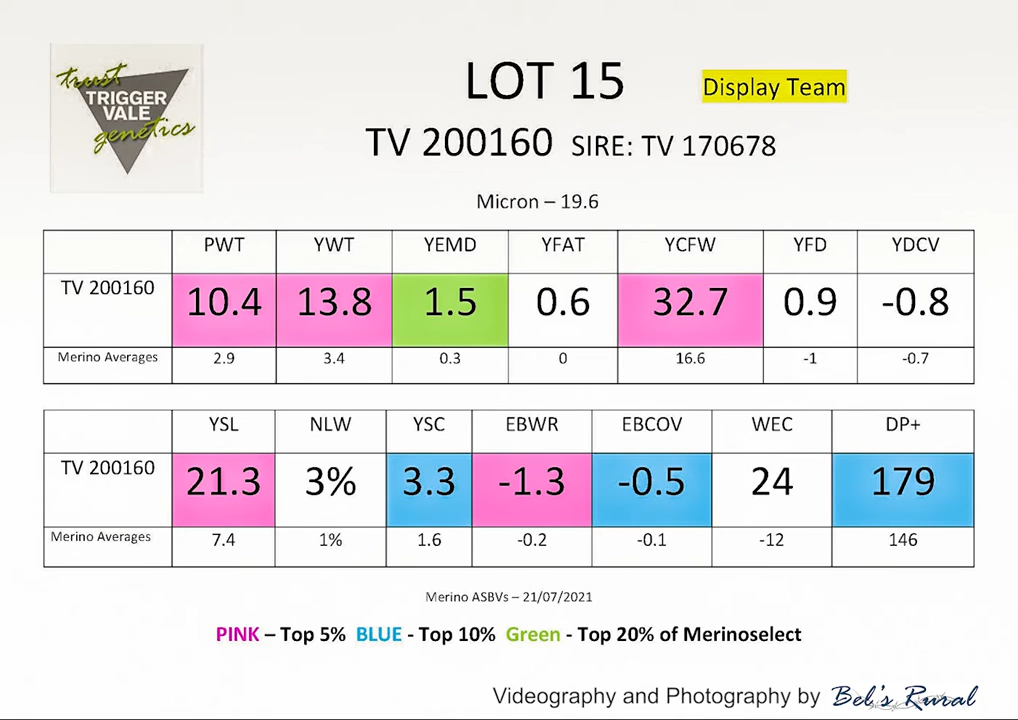 trust
TRIGGER
VALE
genetics
LOT 15
Display Team
TV 200160 SIRE: TV 170678
Micron – 19.6
PWT YWT YEMD YFAT YCFW YFD YDCV
TV 200160 10.4 13.8 1.5 0.6 32.7 0.9 -0.8
Merino Averages 2.9 3.4 0.3 0 16.6 -1 -0.7
YSL NLW YSC EBWR EBCOV WEC DP+
TV 200160 21.3 3% 3.3 -1.3 -0.5 24 179
Merino Averages 7.4 1% 1.6 -0.2 -0.1 -12 146
Merino ASBVs – 21/07/2021
PINK – Top 5% BLUE - Top 10% Green - Top 20% of Merinoselect
Videography and Photography by Bel's Rural